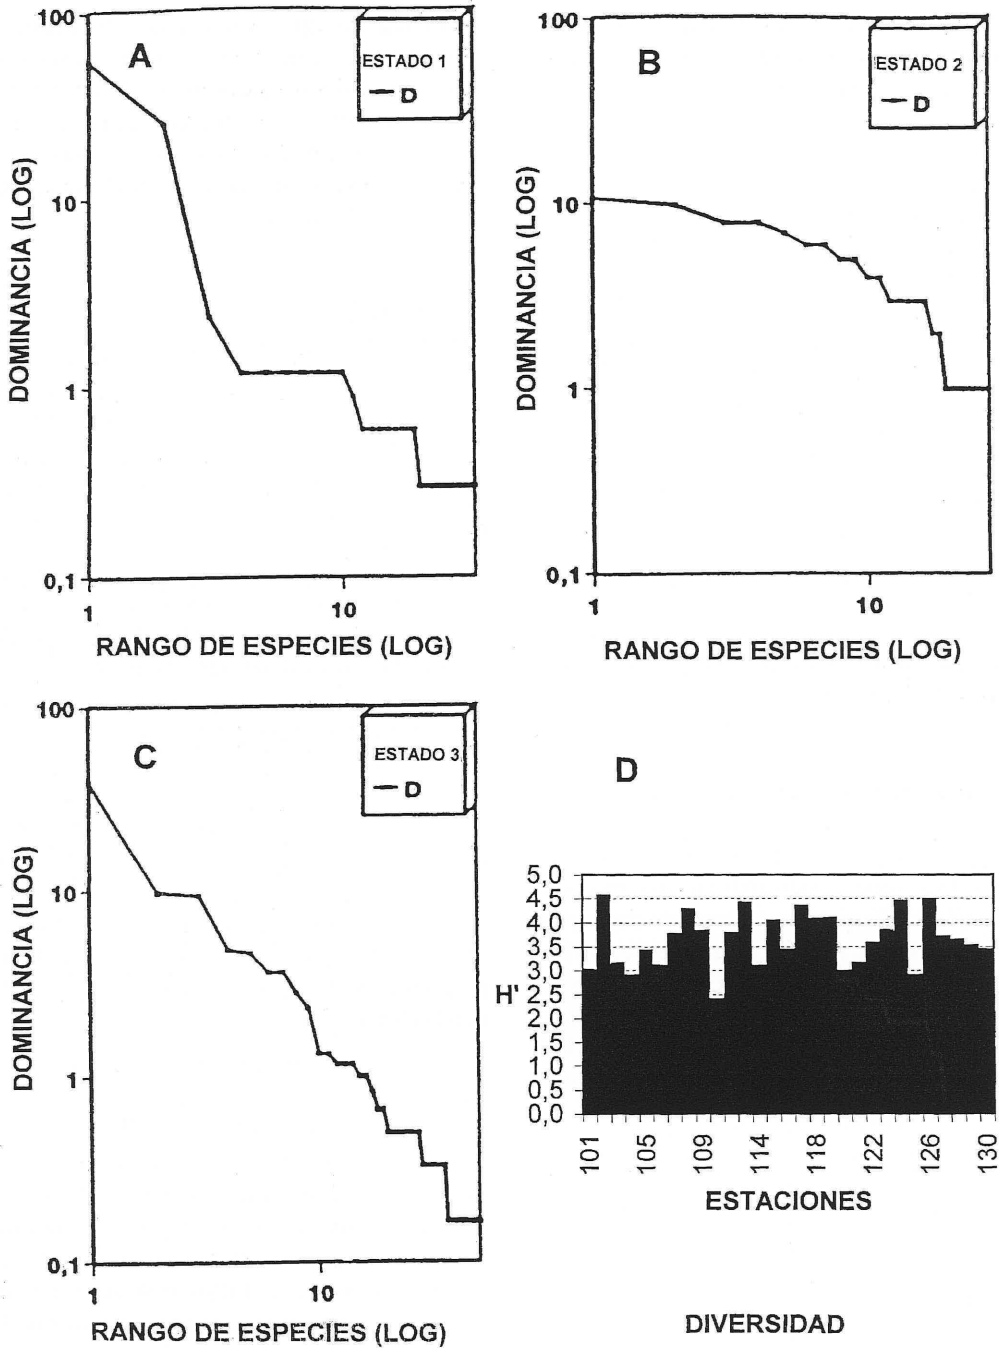 A
ESTADO 1
D
100
10
1
0,1
DOMINANCIA (LOG)
1
10
RANGO DE ESPECIES (LOG)
B
ESTADO 2
D
100
10
1
0,1
DOMINANCIA (LOG)
1
10
RANGO DE ESPECIES (LOG)
C
ESTADO 3
D
100
10
1
0,1
DOMINANCIA (LOG)
1
10
RANGO DE ESPECIES (LOG)
D
5,0
4,5
4,0
3,5
3,0
2,5
2,0
1,5
1,0
0,5
0,0
H'
101
105
109
114
118
122
126
130
ESTACIONES
DIVERSIDAD